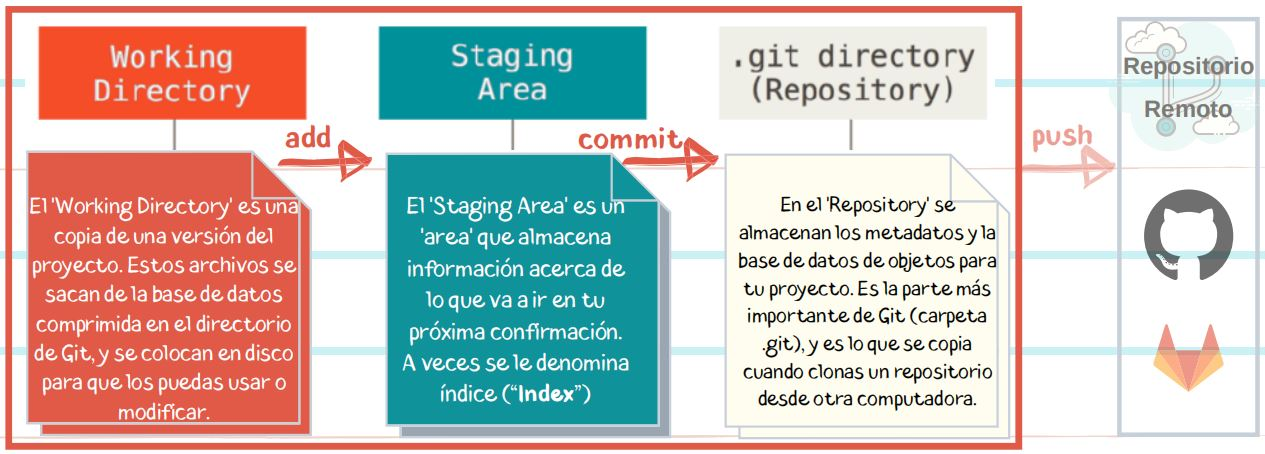 Working
Directory
add
Staging
Area
commit
.git directory
(Repository)
push
Repositorio
Remoto
El 'Working Directory' es una
copia de una versión del
proyecto. Estos archivos se
sacan de la base de datos
comprimida en el directorio
de Git, y se colocan en disco
para que los puedas usar o
modificar.
El 'Staging Area' es un
'area' que almacena
información acerca de
lo que va a ir en tu
próxima confirmación.
A veces se le denomina
índice (“Index”)
En el 'Repository' se
almacenan los metadatos y la
base de datos de objetos para
tu proyecto. Es la parte más
importante de Git (carpeta
.git), y es lo que se copia
cuando clonas un repositorio
desde otra computadora.